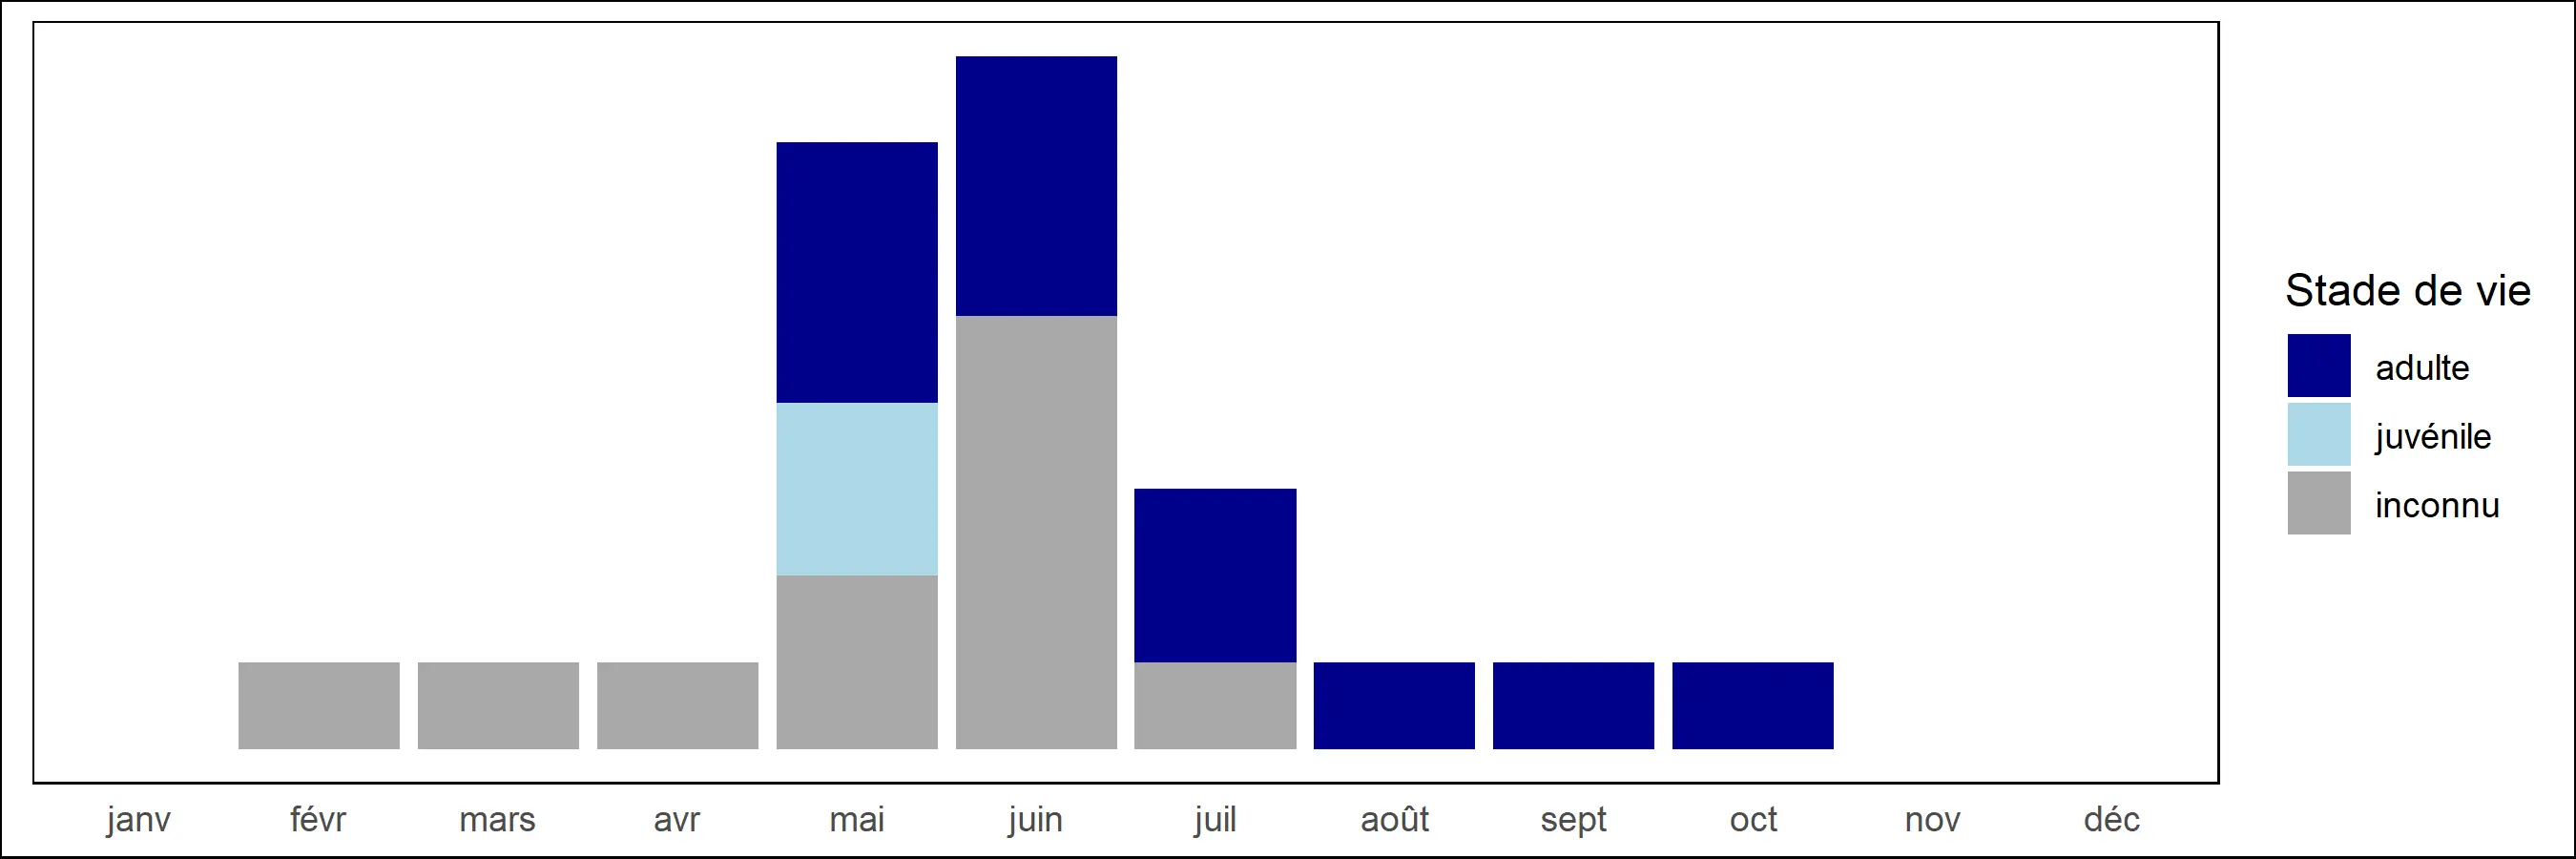 Stade de vie
adulte
juvénile
inconnu
janv févr mars avr mai juin juil août sept oct nov déc